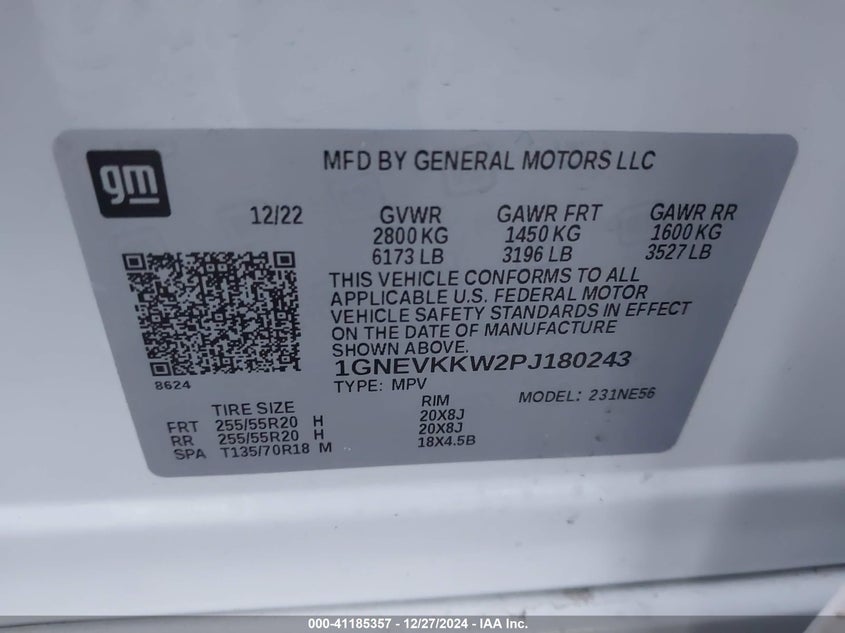 gm
MFD BY GENERAL MOTORS LLC
12/22 GVWR GAWR FRT GAWR RR
2800 KG 1450 KG 1600 KG
6173 LB 3196 LB 3527 LB
THIS VEHICLE CONFORMS TO ALL
APPLICABLE U.S. FEDERAL MOTOR
VEHICLE SAFETY STANDARDS IN EFFECT
ON THE DATE OF MANUFACTURE
SHOWN ABOVE.
1GNEVKKW2PJ180243
8624
TYPE: MPV MODEL: 231NE56
TIRE SIZE RIM
FRT 255/55R20 H 20X8J
RR 255/55R20 H 20X8J
SPA T135/70R18 M 18X4.5B
000-41185357 - 12/27/2024 - IAA Inc.